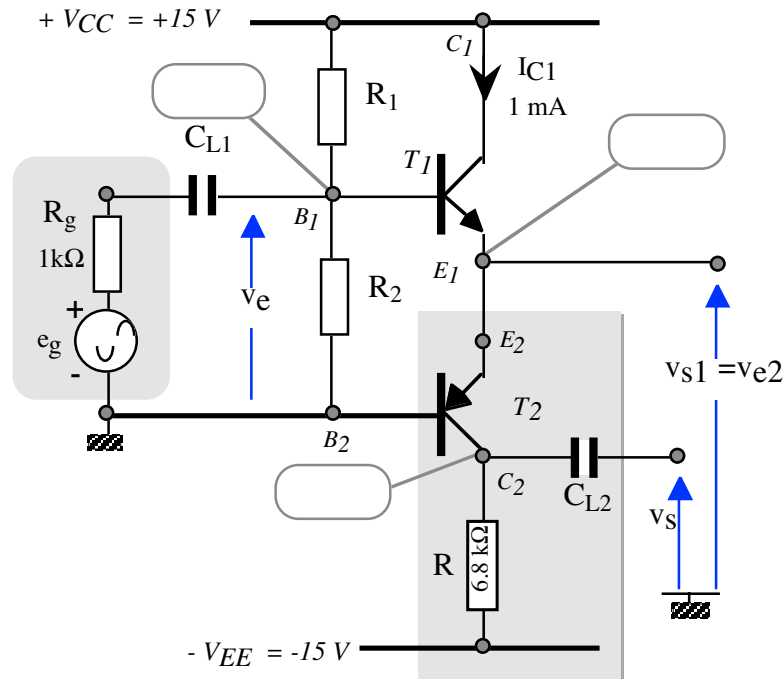 + VCC = +15 V
C1
IC1
1 mA
R1
CL1
T1
Rg
1kΩ
B1
E1
R2
ve
+
eg
-
E2
vs1 =ve2
T2
B2
C2
CL2
vs
R
6.8 kΩ
- VEE = -15 V